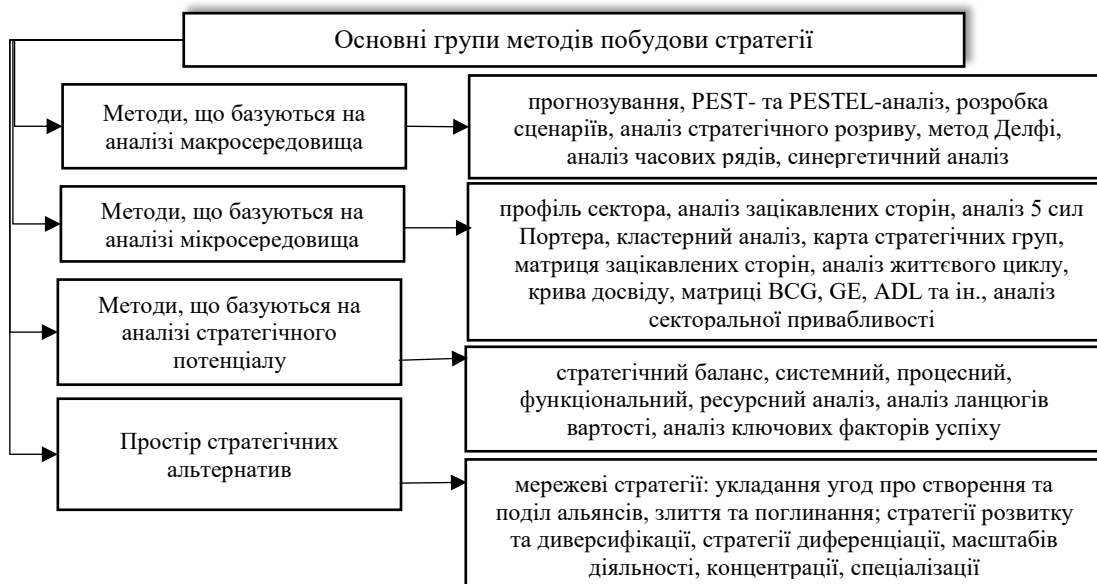 Основні групи методів побудови стратегії
Методи, що базуються на
аналізі макросередовища
прогнозування, PEST- та PESTEL-аналіз, розробка
сценаріїв, аналіз стратегічного розриву, метод Делфі,
аналіз часових рядів, синергетичний аналіз
Методи, що базуються на
аналізі мікросередовища
профіль сектора, аналіз зацікавлених сторін, аналіз 5 сил
Портера, кластерний аналіз, карта стратегічних груп,
матриця зацікавлених сторін, аналіз життєвого циклу,
крива досвіду, матриці BCG, GE, ADL та ін., аналіз
секторальної привабливості
Методи, що базуються на
аналізі стратегічного
потенціалу
стратегічний баланс, системний, процесний,
функціональний, ресурсний аналіз, аналіз ланцюгів
вартості, аналіз ключових факторів успіху
Простір стратегічних
альтернатив
мережеві стратегії: укладання угод про створення та
поділ альянсів, злиття та поглинання; стратегії розвитку
та диверсифікації, стратегії диференціації, масштабів
діяльності, концентрації, спеціалізації